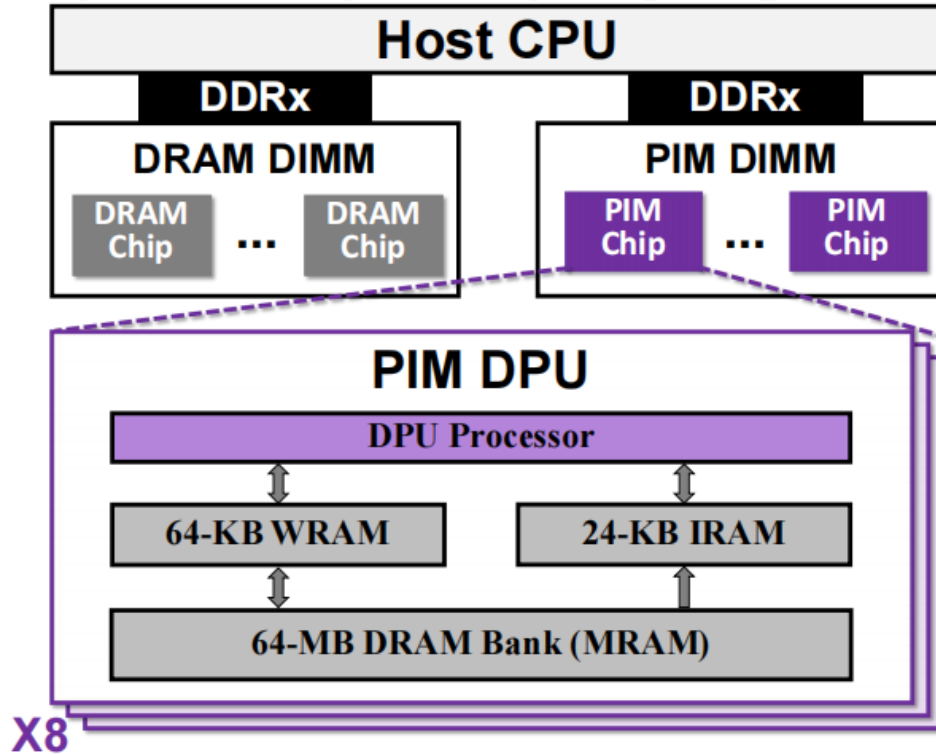 Host CPU
DDRx
DDRx
DRAM DIMM
PIM DIMM
DRAM
Chip
...
DRAM
Chip
PIM
Chip
...
PIM
Chip
PIM DPU
DPU Processor
64-KB WRAM
24-KB IRAM
64-MB DRAM Bank (MRAM)
X8